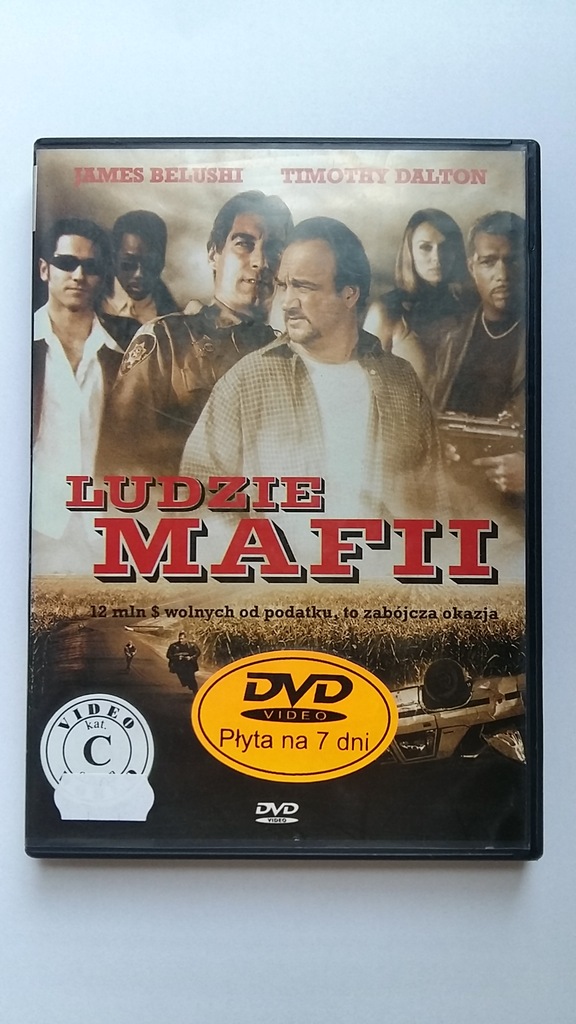 JAMES BELUSHI TIMOTHY DALTON
LUDZIE
MAFII
12 mln $ wolnych od podatku, to zabójcza okazja
DVD
VIDEO
Płyta na 7 dni
VIDEO
kat.
C
DVD
VIDEO